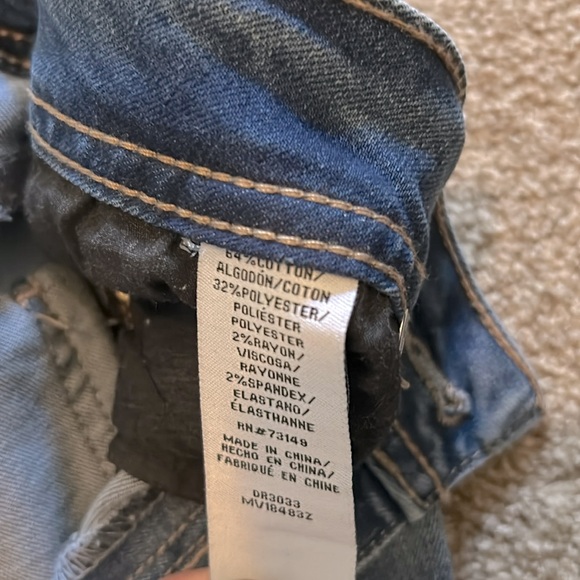 64%COTTON/
ALGODÓN/COTON
32%POLYESTER/
POLIÉSTER
POLYESTER
2%RAYON/
VISCOSA/
RAYONNE
2%SPANDEX/
ELASTANO/
ÉLASTHANNE
RN#73149
MADE IN CHINA/
HECHO EN CHINA/
FABRIQUÉ EN CHINE
DR3033
MV18483Z